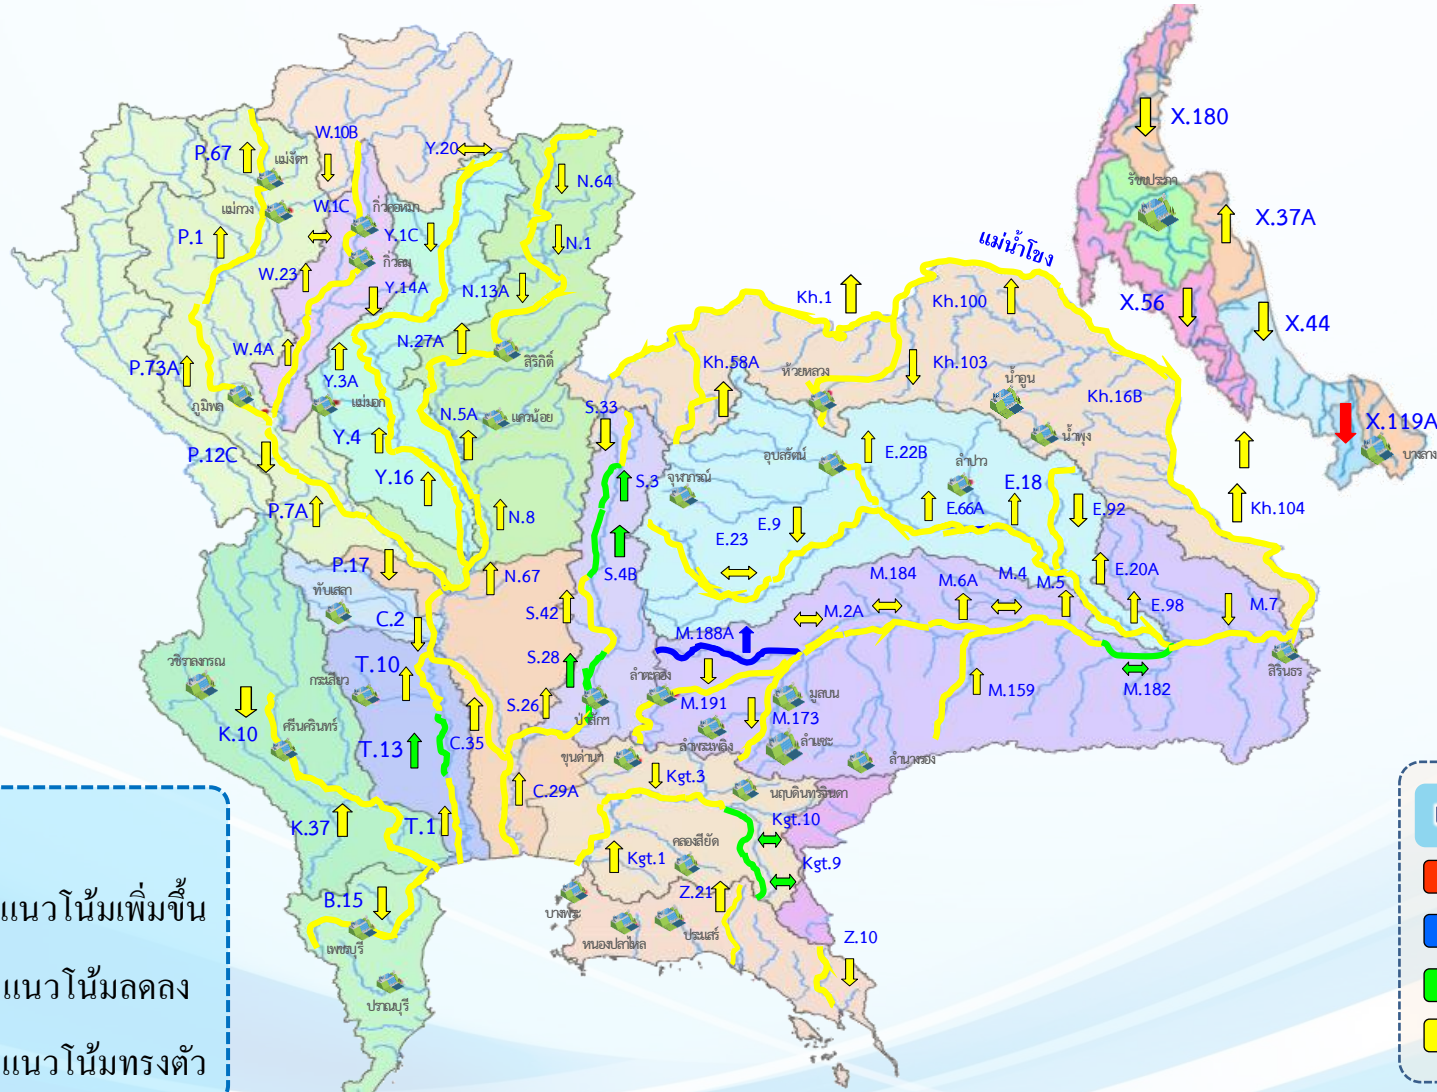 X.180
W.10B
P.67
แม่งัดฯ
Y.20
N.64
รัชชประภา
แม่กวง
W.1C
กิ่วคอหมา
X.37A
P.1
Y.1C
N.1
แม่น้ำโขง
กิ่วลม
W.23
Y.14A
N.13A
Kh.1
Kh.100
X.56
X.44
N.27A
W.4A
สิริกิติ์
P.73A
Y.3A
Kh.58A
ห้วยหลวง
Kh.103
น้ำอูน
Kh.16B
ภูมิพล
แม่มอก
N.5A
แควน้อย
S.33
X.119A
Y.4
น้ำพุง
บางลาง
P.12C
E.22B
อุบลรัตน์
ลำปาว
Y.16
จุฬาภรณ์
S.3
E.18
P.7A
N.8
E.66A
E.92
Kh.104
E.9
E.23
P.17
N.67
S.4B
M.184
M.6A
M.4
M.5
E.20A
ทับเสลา
C.2
S.42
M.2A
E.98
M.7
M.188A
วชิราลงกรณ
T.10
S.28
สิรินธร
กระเสียว
ลำตะคอง
M.159
M.182
มูลบน
S.26
ป่าสักฯ
M.191
M.173
K.10
ศรีนครินทร์
T.13
C.35
ลำพระเพลิง
ลำแชะ
ขุนด่านฯ
ลำนางรอง
Kgt.3
C.29A
นฤบดินทรจินดา
K.37
T.1
Kgt.10
คลองสียัด
Kgt.1
Kgt.9
B.15
Z.21
แนวโน้มเพิ่มขึ้น
บางพระ
เพชรบุรี
หนองปลาไหล
ประแสร์
Z.10
แนวโน้มลดลง
ปราณบุรี
แนวโน้มทรงตัว